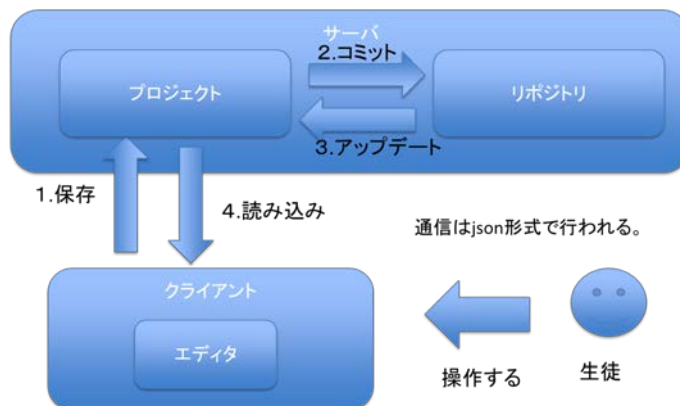 サーバ
2.コミット
プロジェクト
リポジトリ
3.アップデート
1.保存
4.読み込み
通信はjson形式で行われる。
クライアント
エディタ
操作する
生徒